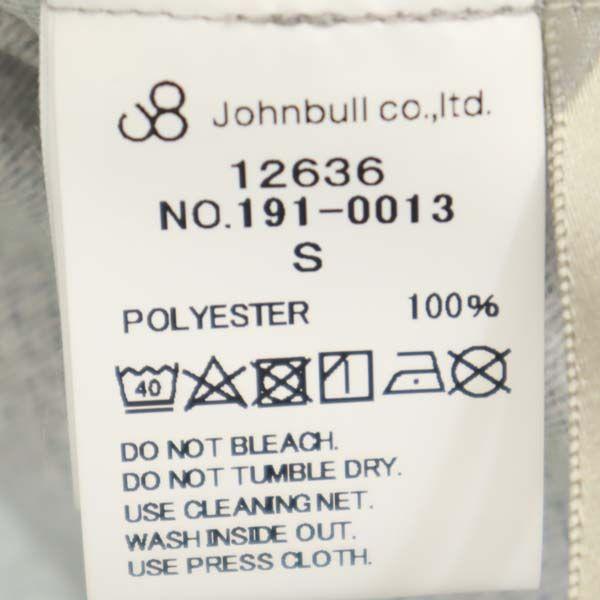 Johnbull co.,ltd.
12636
NO.191-0013
S
POLYESTER 100%
40
DO NOT BLEACH.
DO NOT TUMBLE DRY.
USE CLEANING NET.
WASH INSIDE OUT.
USE PRESS CLOTH.